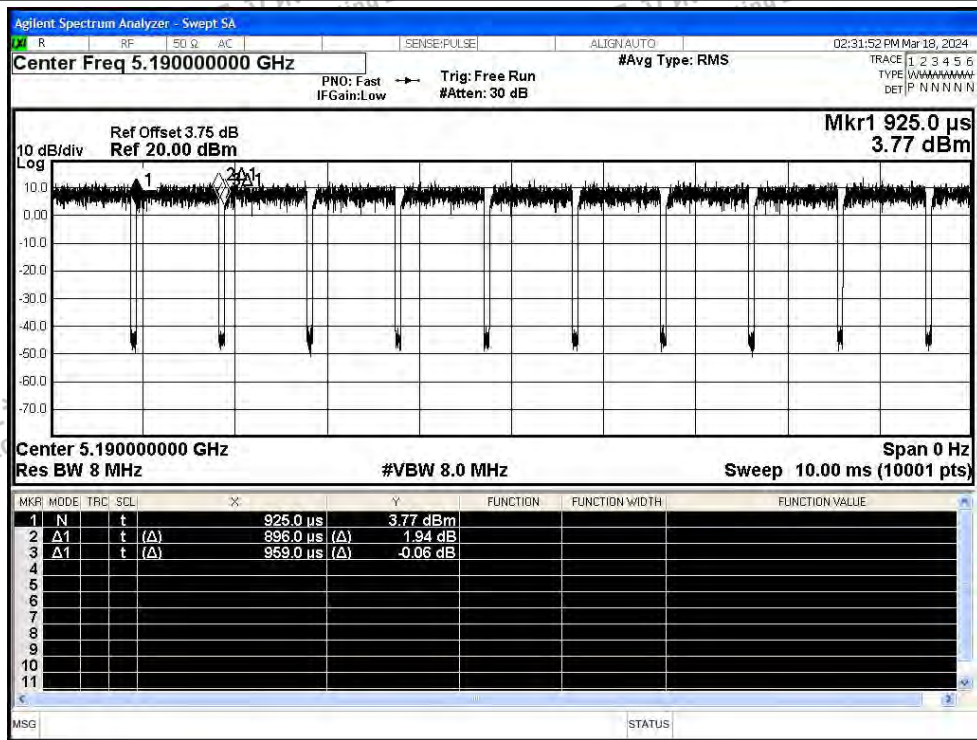 Agilent Spectrum Analyzer - Swept SA
R RF 50 Ω AC SENSE:PULSE ALIGN AUTO 02:31:52 PM Mar 18, 2024
Center Freq 5.190000000 GHz
PNO: Fast
IFGain:Low
Trig: Free Run
#Atten: 30 dB
#Avg Type: RMS
TRACE 1 2 3 4 5 6
TYPE
DET P N N N N N
Mkr1 925.0 µs
3.77 dBm
Ref Offset 3.75 dB
10 dB/div Ref 20.00 dBm
Log
1
10.0
0.00
-10.0
-20.0
-30.0
-40.0
-50.0
-60.0
-70.0
Center 5.190000000 GHz Span 0 Hz
Res BW 8 MHz #VBW 8.0 MHz Sweep 10.00 ms (10001 pts)
MKR MODE TRC SCL X Y FUNCTION FUNCTION WIDTH FUNCTION VALUE
1 N t 925.0 µs 3.77 dBm
2 Δ1 t (Δ) 896.0 µs (Δ) 1.94 dB
3 Δ1 t (Δ) 959.0 µs (Δ) -0.06 dB
4
5
6
7
8
9
10
11
MSG STATUS